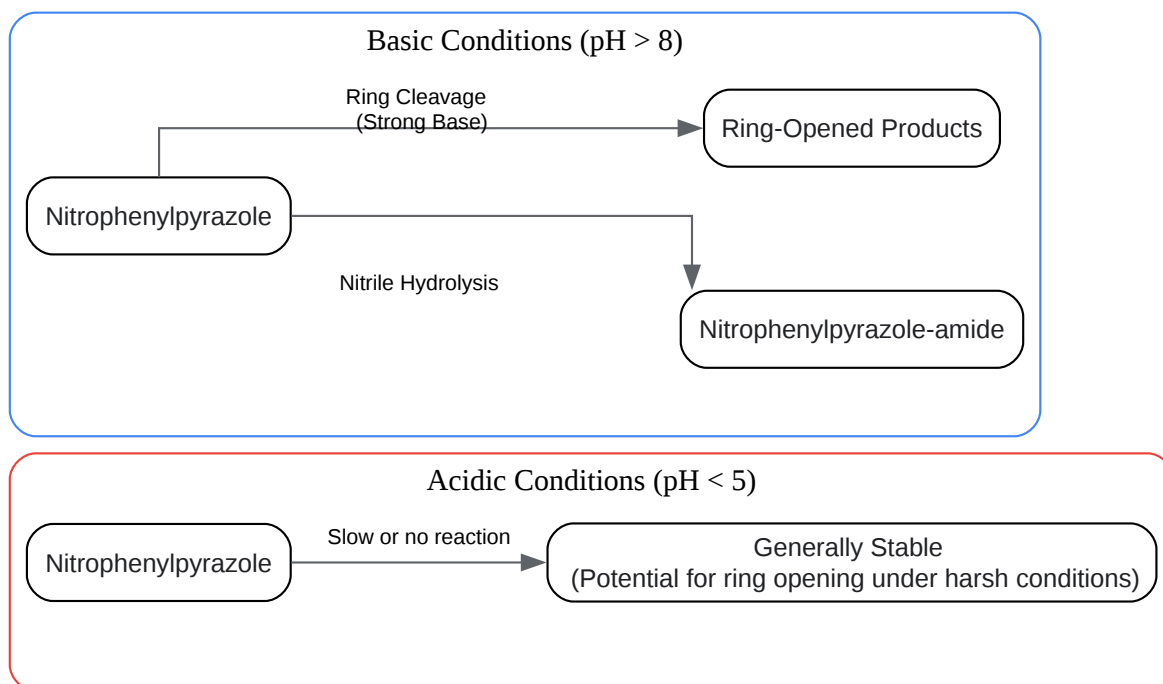 Basic Conditions (pH > 8)
Ring Cleavage
(Strong Base)
Ring-Opened Products
Nitrophenylpyrazole
Nitrile Hydrolysis
Nitrophenylpyrazole-amide
Acidic Conditions (pH < 5)
Nitrophenylpyrazole
Slow or no reaction
Generally Stable
(Potential for ring opening under harsh conditions)